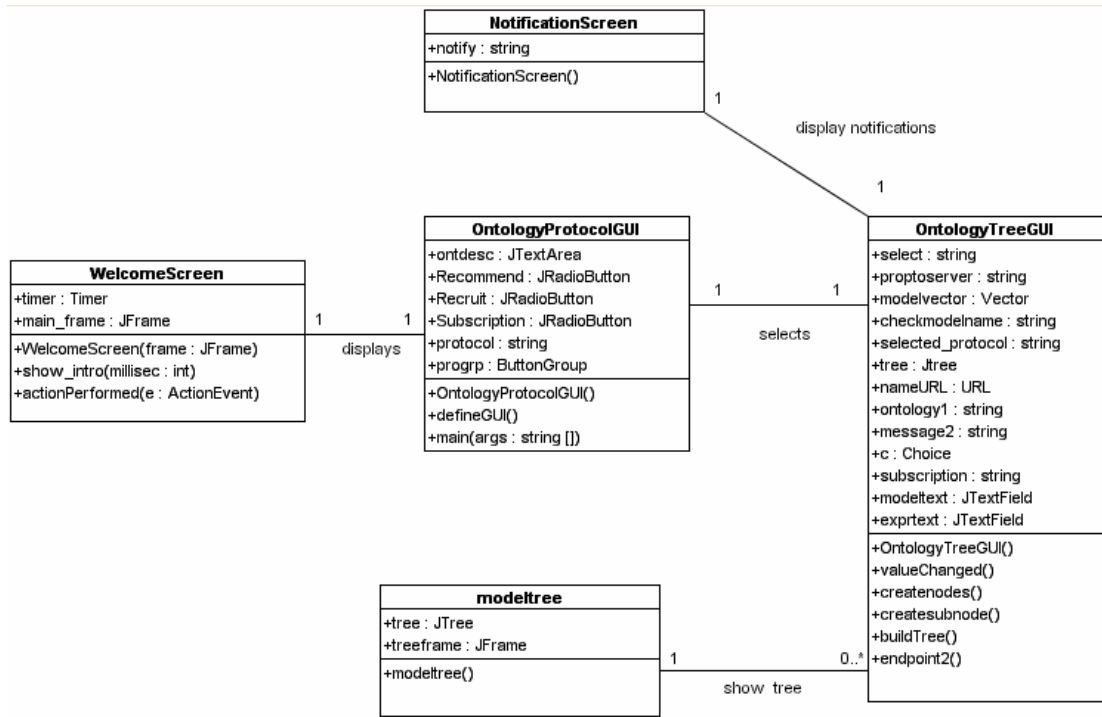 NotificationScreen
+notify : string
+NotificationScreen()
1
display notifications
1
OntologyProtocolGUI
+ontdesc : JTextArea
+Recommend : JRadioButton
+Recruit : JRadioButton
+Subscription : JRadioButton
+protocol : string
+progrp : ButtonGroup
+OntologyProtocolGUI()
+defineGUI()
+main(args : string [])
WelcomeScreen
+timer : Timer
+main_frame : JFrame
+WelcomeScreen(frame : JFrame)
+show_intro(millisec : int)
+actionPerformed(e : ActionEvent)
1
1
displays
1
1
selects
OntologyTreeGUI
+select : string
+proptoserver : string
+modelvector : Vector
+checkmodelname : string
+selected_protocol : string
+tree : Jtree
+nameURL : URL
+ontology1 : string
+message2 : string
+c : Choice
+subscription : string
+modeltext : JTextField
+exprtext : JTextField
+OntologyTreeGUI()
+valueChanged()
+createnodes()
+createsubnode()
+buildTree()
+endpoint2()
modeltree
+tree : JTree
+treeframe : JFrame
+modeltree()
1
0..*
show tree